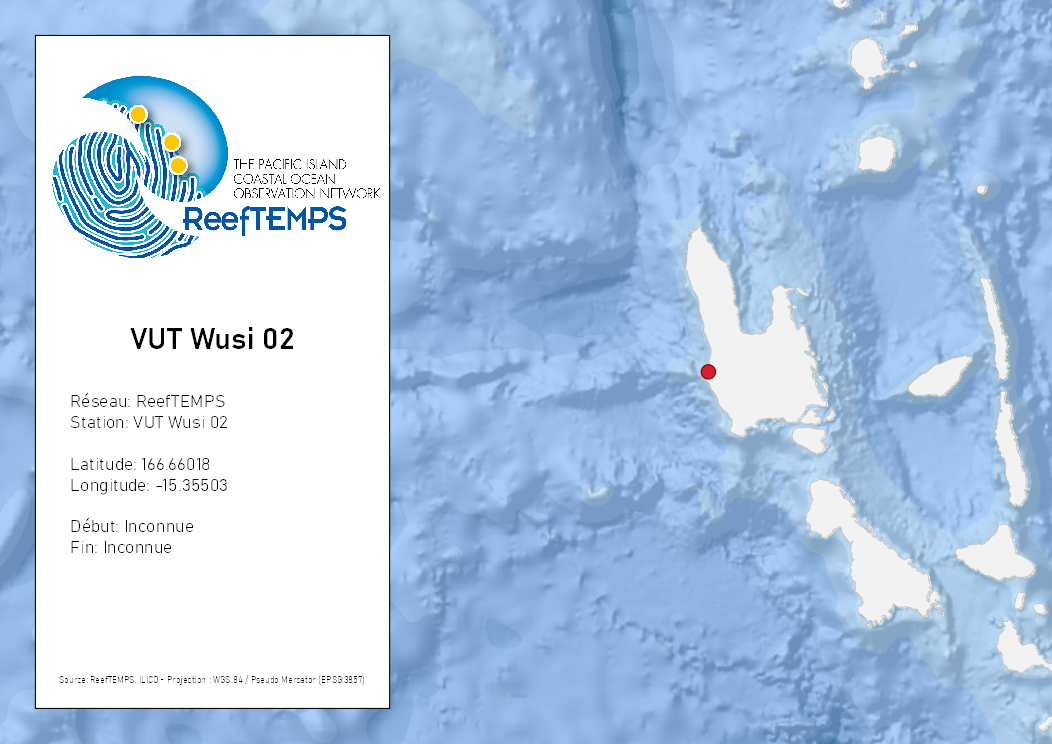 THE PACIFIC ISLAND
COASTAL OCEAN
OBSERVATION NETWORK
ReefTEMPS
VUT Wusi 02
Réseau: ReefTEMPS
Station: VUT Wusi 02
Latitude: 166.66018
Longitude: -15.35503
Début: Inconnue
Fin: Inconnue
Source: ReefTEMPS, ILICO - Projection : WGS 84 / Pseudo Mercator (EPSG:3857)